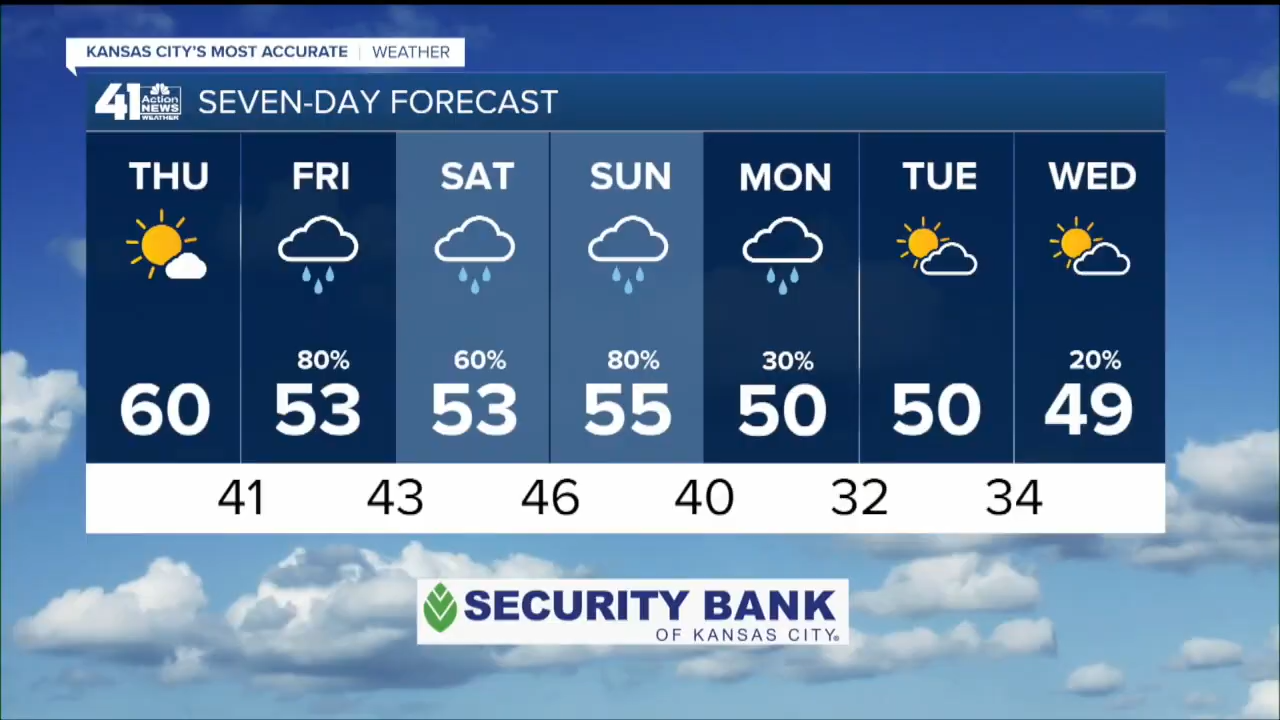 KANSAS CITY'S MOST ACCURATE | WEATHER
41 Action NEWS WEATHER SEVEN-DAY FORECAST
THU FRI SAT SUN MON TUE WED
80% 60% 80% 30% 20%
60 53 53 55 50 50 49
41 43 46 40 32 34
SECURITY BANK
OF KANSAS CITY®